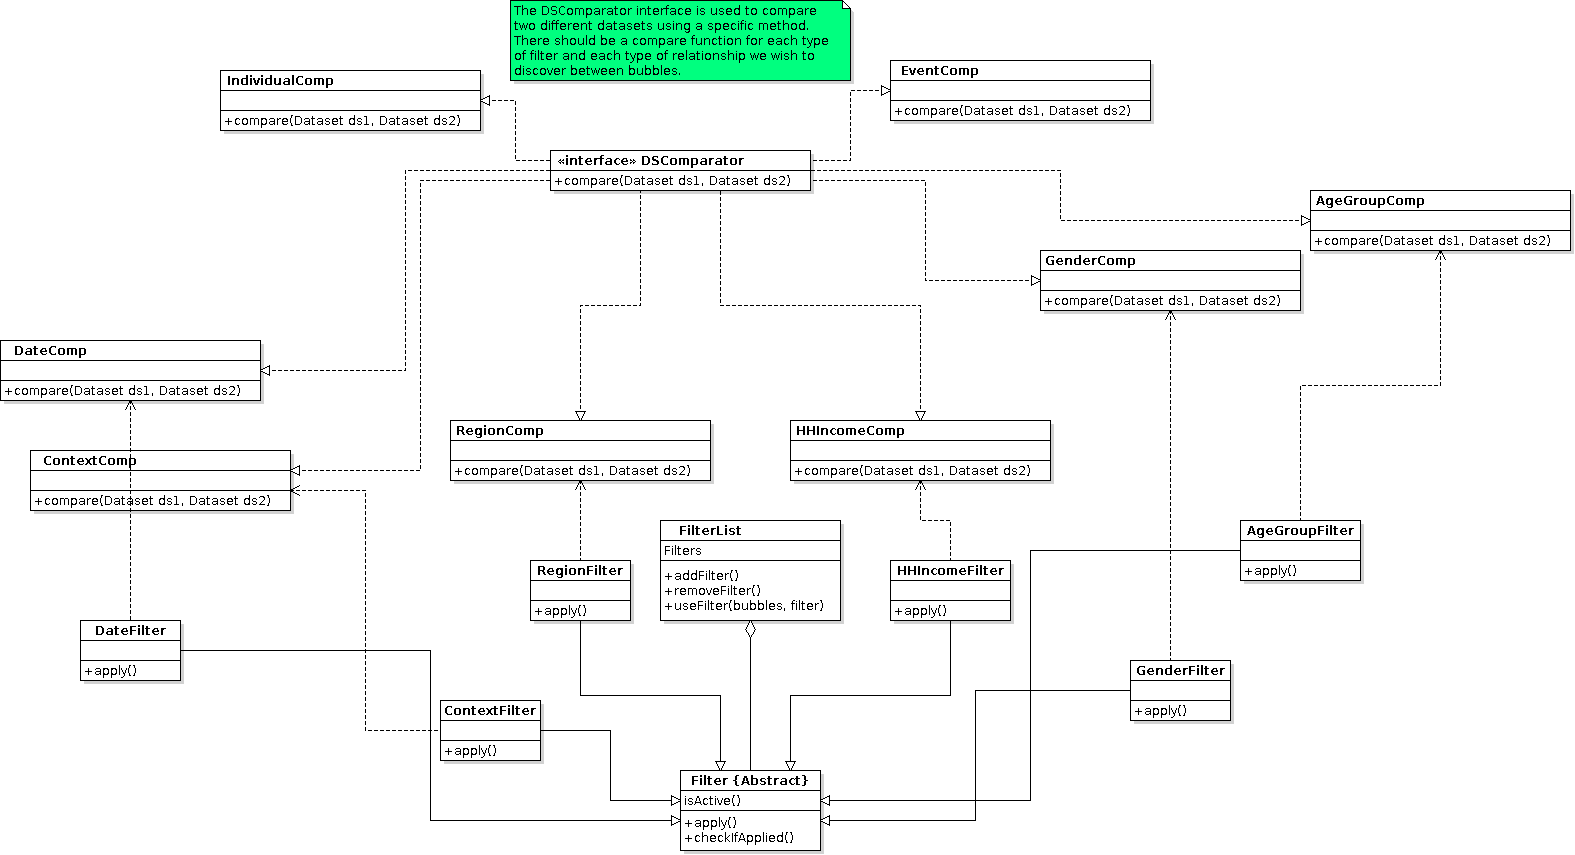 The DSComparator interface is used to compare
two different datasets using a specific method.
There should be a compare function for each type
of filter and each type of relationship we wish to
discover between bubbles.
IndividualComp
+compare(Dataset ds1, Dataset ds2)
EventComp
+compare(Dataset ds1, Dataset ds2)
«interface» DSComparator
+compare(Dataset ds1, Dataset ds2)
AgeGroupComp
+compare(Dataset ds1, Dataset ds2)
GenderComp
+compare(Dataset ds1, Dataset ds2)
DateComp
+compare(Dataset ds1, Dataset ds2)
ContextComp
+compare(Dataset ds1, Dataset ds2)
RegionComp
+compare(Dataset ds1, Dataset ds2)
HHIncomeComp
+compare(Dataset ds1, Dataset ds2)
FilterList
Filters
+addFilter()
+removeFilter()
+useFilter(bubbles, filter)
AgeGroupFilter
+apply()
RegionFilter
+apply()
HHIncomeFilter
+apply()
DateFilter
+apply()
GenderFilter
+apply()
ContextFilter
+apply()
Filter {Abstract}
isActive()
+apply()
+checkIfApplied()